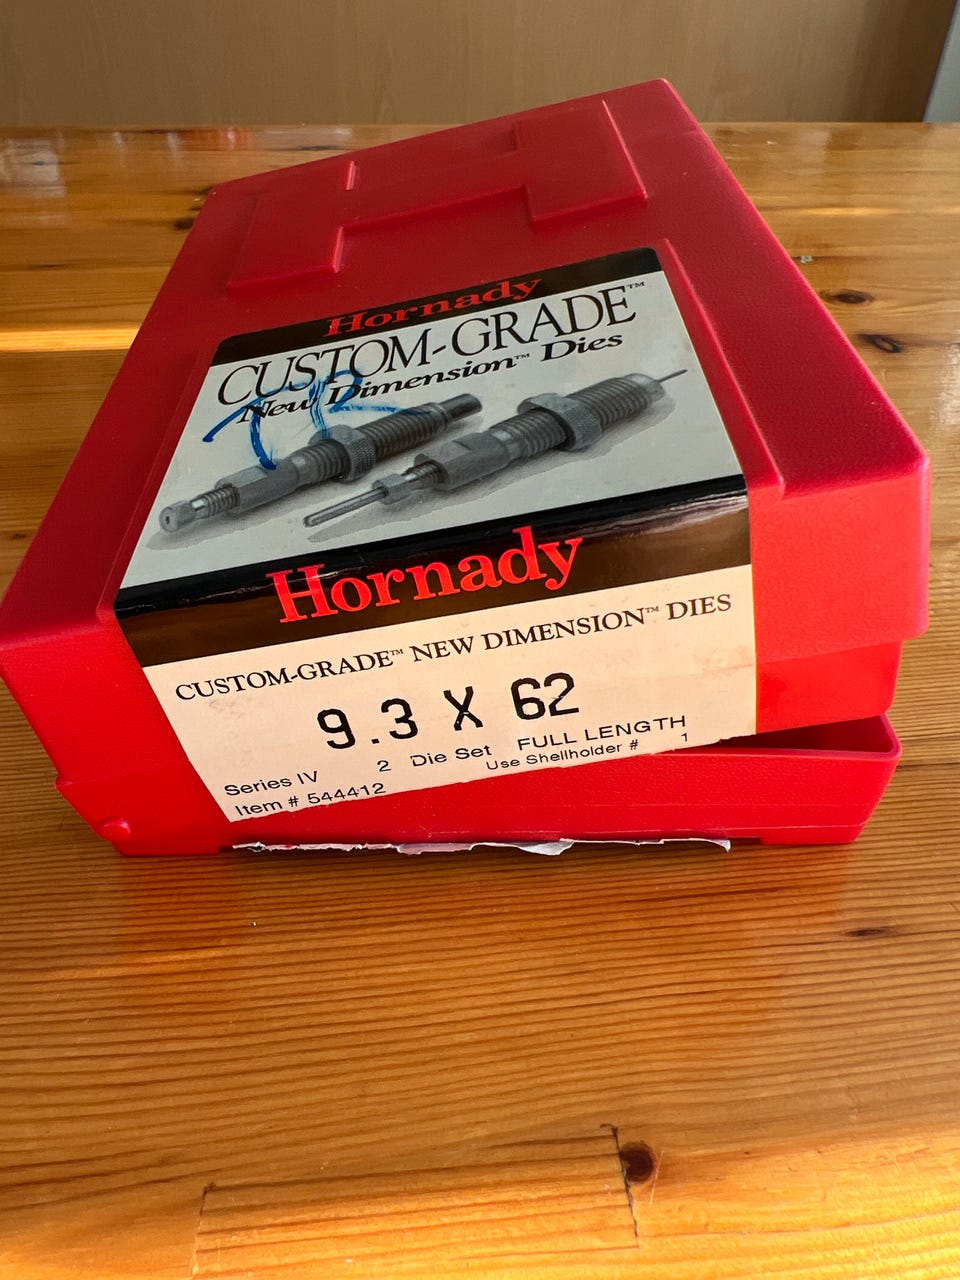 Hornady
CUSTOM-GRADE™
New Dimension™ Dies
Hornady
CUSTOM-GRADE™ NEW DIMENSION™ DIES
9.3 X 62
Series IV 2 Die Set FULL LENGTH
Item # 544412 Use Shellholder # 1